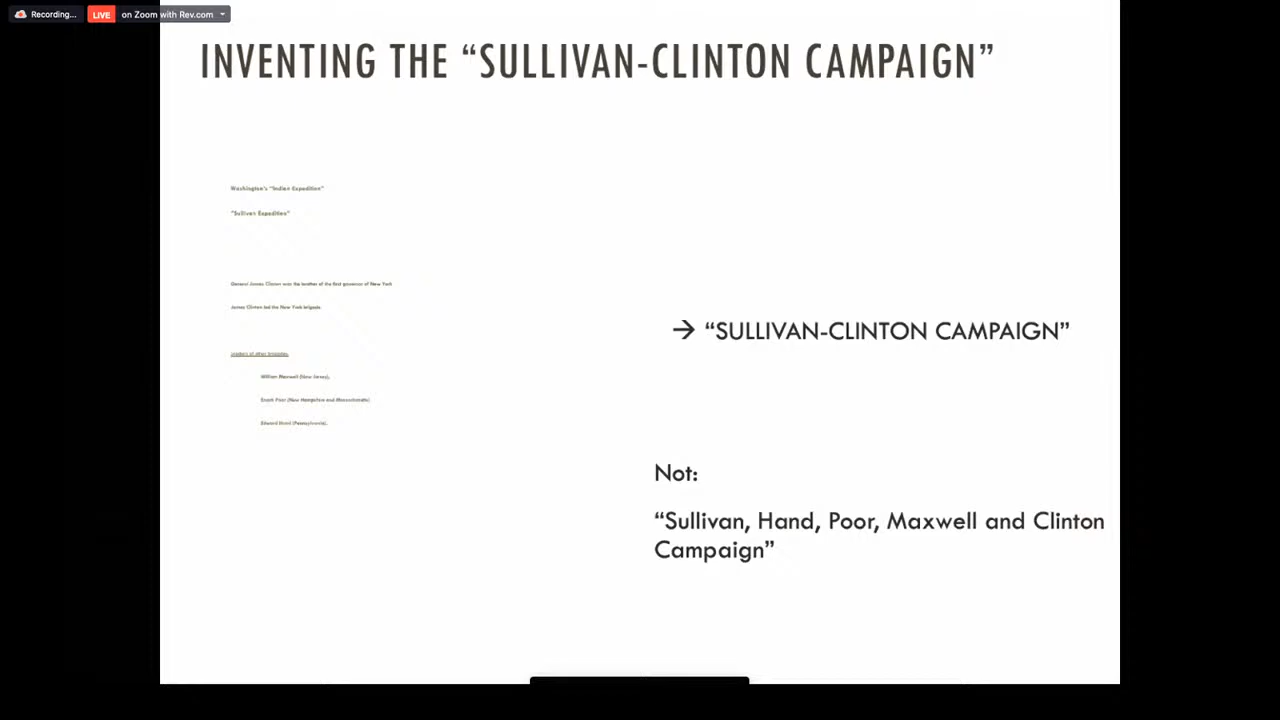 Recording...
LIVE on Zoom with Rev.com
INVENTING THE “SULLIVAN-CLINTON CAMPAIGN”
Washington's “Indian Expedition”
“Sullivan Expedition”
General James Clinton was the brother of the first governor of New York
James Clinton led the New York brigade.
Leaders of other brigades.
William Maxwell (New Jersey),
Enoch Poor (New Hampshire and Massachusetts)
Edward Hand (Pennsylvania).
→ “SULLIVAN-CLINTON CAMPAIGN”
Not:
“Sullivan, Hand, Poor, Maxwell and Clinton
Campaign”